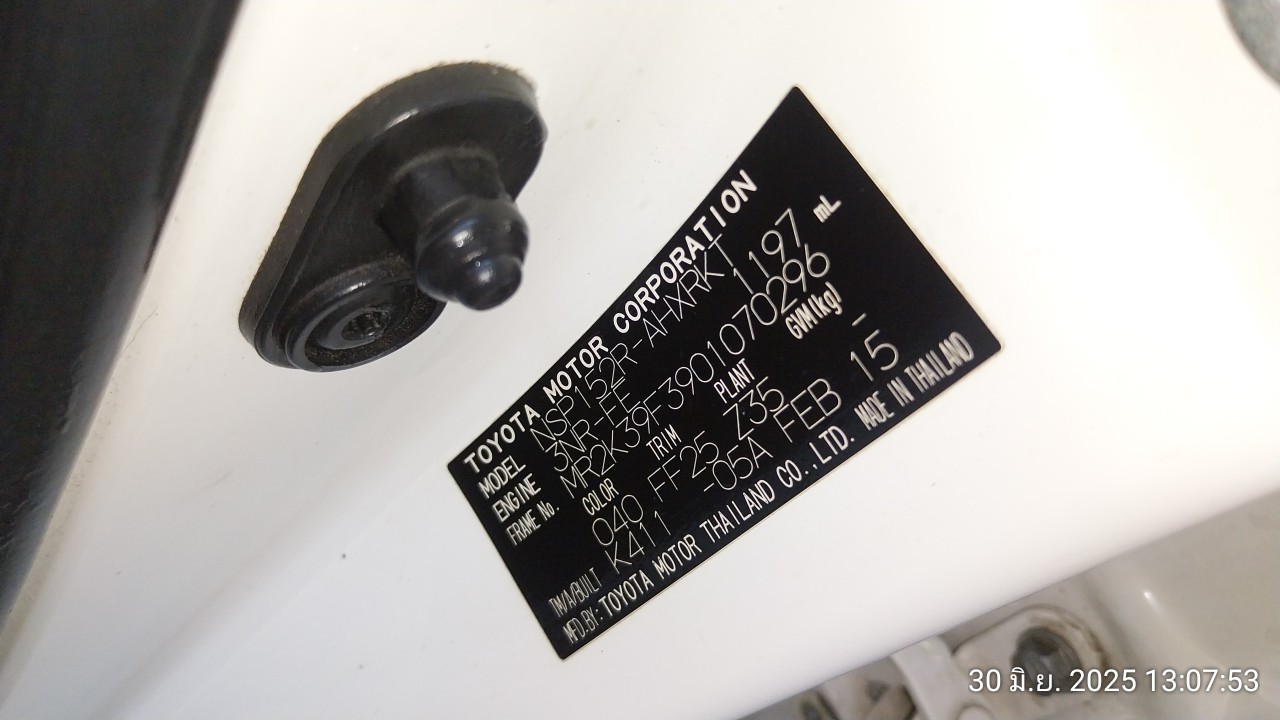 TOYOTA MOTOR CORPORATION
MODEL NSP152R-AHXRKT
ENGINE 3NR-FE 1197 mL
FRAME No. MR2K39F3901070296
COLOR TRIM PLANT GVM(kg)
040 FF25 Z35 -
TM/A/BUILT K411 -05A FEB 15
MFD.BY:TOYOTA MOTOR THAILAND CO.,LTD. MADE IN THAILAND
30 มิ.ย. 2025 13:07:53